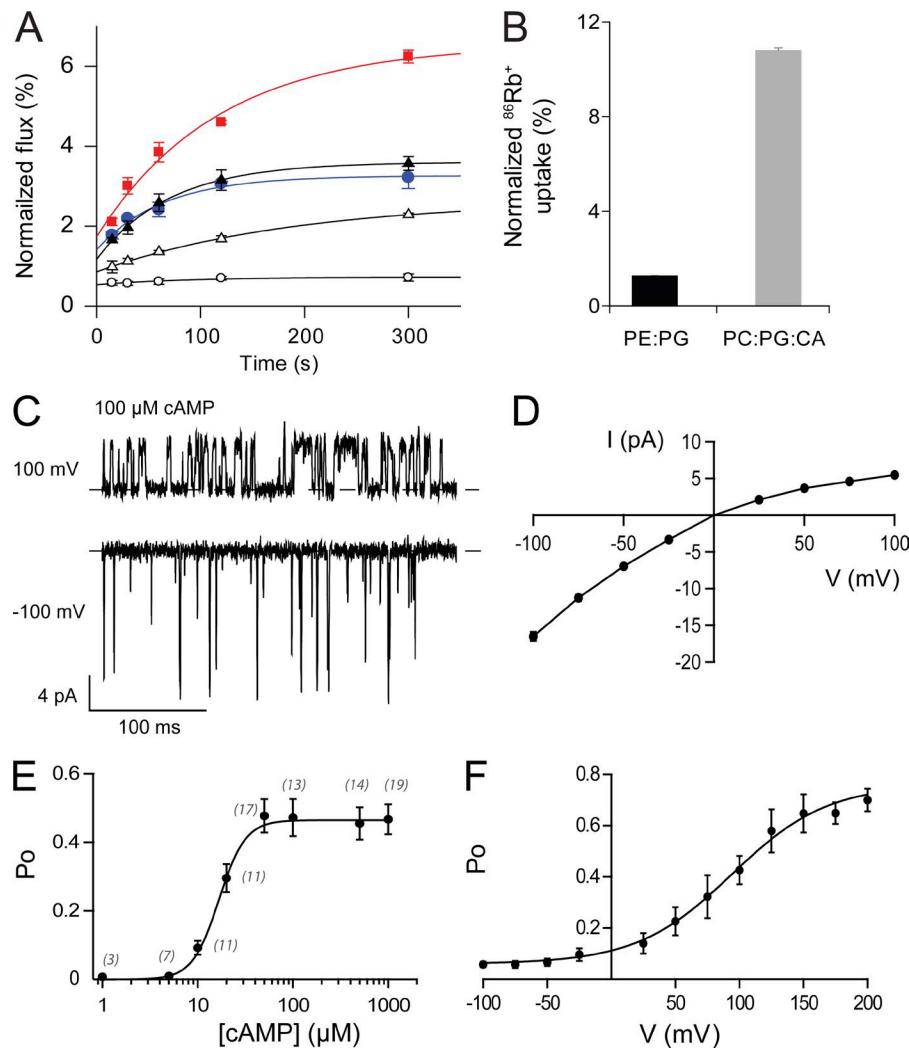 A
Normailzed flux (%)
6
4
2
0
0
100
200
300
Time (s)
B
Normalized ⁸⁶Rb⁺
uptake (%)
12
8
4
0
PE:PG
PC:PG:CA
C
100 µM cAMP
100 mV
-100 mV
4 pA
100 ms
D
I (pA)
10
5
-100
-50
50
100
-5
V (mV)
-10
-15
-20
E
Po
0.6
0.4
0.2
0
(3)
(7)
(11)
(11)
(17)
(13)
(14)
(19)
1
10
100
1000
[cAMP] (µM)
F
Po
0.8
0.6
0.4
0.2
-100
-50
50
100
150
200
V (mV)